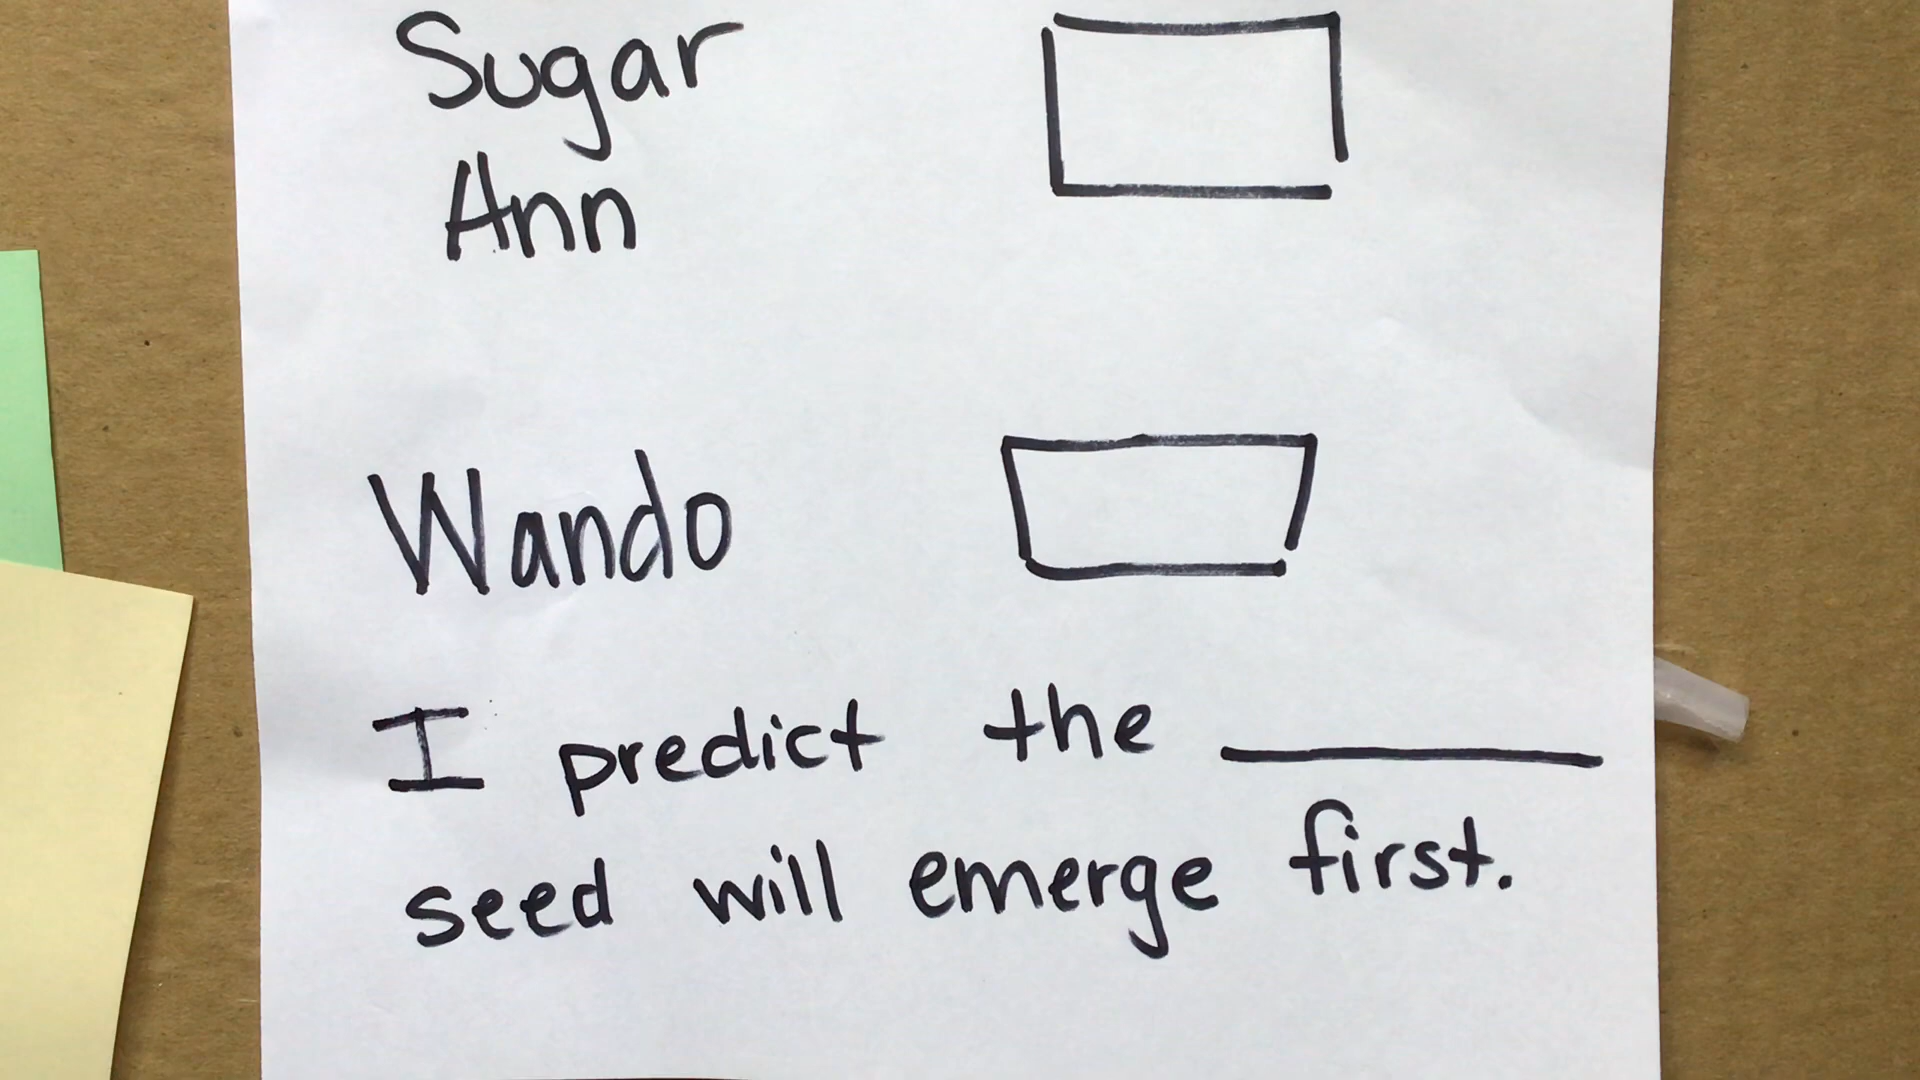 Sugar
Ann
Wando
I predict the ______
seed will emerge first.